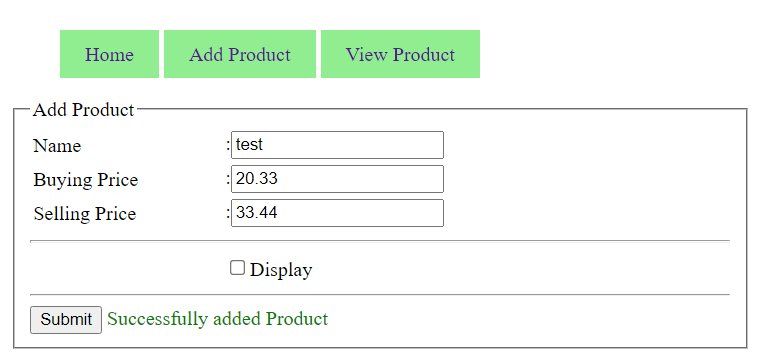 Home Add Product View Product
Add Product
Name :test
Buying Price :20.33
Selling Price :33.44
Display
Submit Successfully added Product